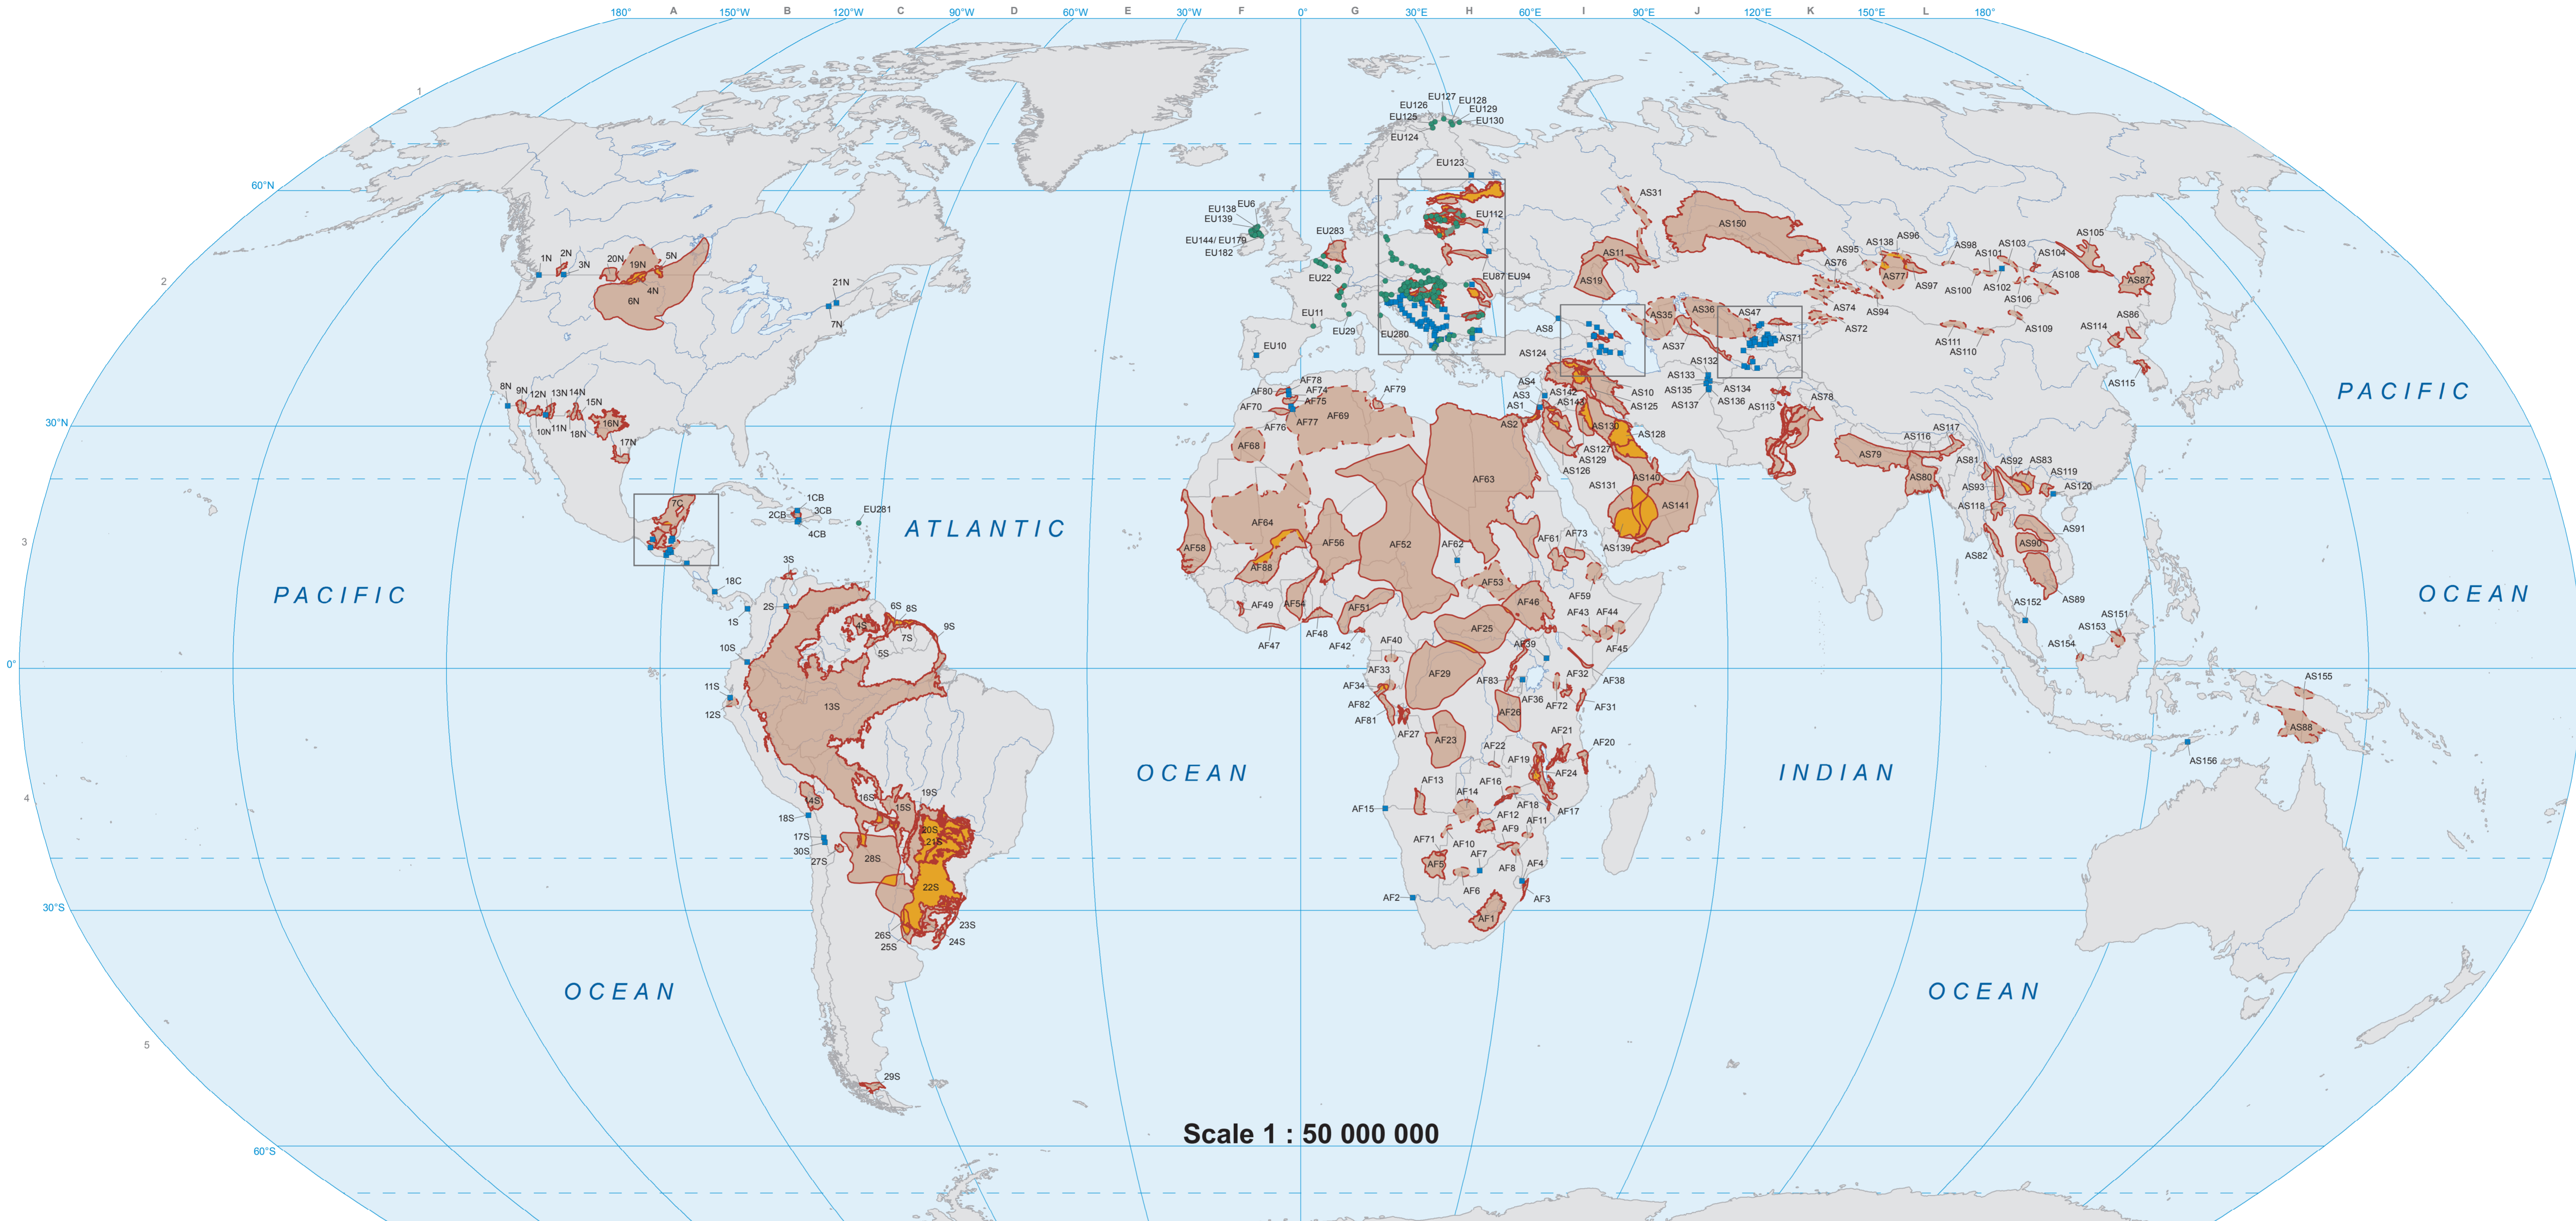 180° A 150°W B 120°W C 90°W D 60°W E 30°W F 0° G 30°E H 60°E I 90°E J 120°E K 150°E L 180°
1
60°N
2
30°N
3
0°
4
30°S
5
60°S
PACIFIC
OCEAN
ATLANTIC
OCEAN
INDIAN
OCEAN
PACIFIC
OCEAN
Scale 1 : 50 000 000
1N
2N
3N
20N
19N
5N
4N
6N
21N
7N
8N
9N
12N
13N
14N
15N
10N
11N
18N
16N
17N
7C
18C
1CB
2CB
3CB
4CB
EU281
3S
2S
1S
6S
8S
4S
7S
9S
5S
10S
11S
12S
13S
14S
16S
15S
19S
18S
17S
30S
27S
20S
21S
28S
22S
26S
25S
23S
24S
29S
EU127
EU128
EU126
EU129
EU125
EU130
EU124
EU123
EU6
EU138
EU139
EU144/ EU179
EU182
EU283
EU112
EU22
EU87
EU94
EU11
EU29
EU280
EU10
AF78
AF80
AF74
AF75
AF70
AF76
AF77
AF79
AF69
AF68
AF64
AF63
AF58
AF88
AF56
AF52
AF62
AF61
AF73
AF53
AF59
AF49
AF54
AF51
AF46
AF43
AF44
AF47
AF48
AF42
AF25
AF45
AF40
AF39
AF33
AF29
AF32
AF38
AF34
AF83
AF82
AF81
AF36
AF72
AF31
AF26
AF27
AF23
AF22
AF21
AF20
AF19
AF24
AF13
AF16
AF14
AF15
AF18
AF17
AF12
AF11
AF9
AF71
AF10
AF7
AF5
AF8
AF4
AF6
AF2
AF3
AF1
AS31
AS150
AS11
AS19
AS95
AS138
AS96
AS76
AS77
AS97
AS98
AS103
AS101
AS104
AS105
AS108
AS100
AS102
AS106
AS87
AS74
AS94
AS72
AS109
AS111
AS110
AS86
AS114
AS115
AS35
AS36
AS47
AS71
AS37
AS8
AS124
AS132
AS133
AS134
AS135
AS136
AS137
AS113
AS78
AS4
AS3
AS142
AS143
AS1
AS2
AS10
AS125
AS130
AS128
AS127
AS129
AS126
AS131
AS140
AS141
AS139
AS79
AS116
AS117
AS80
AS81
AS92
AS83
AS119
AS120
AS93
AS118
AS91
AS90
AS82
AS89
AS152
AS151
AS153
AS154
AS155
AS88
AS156